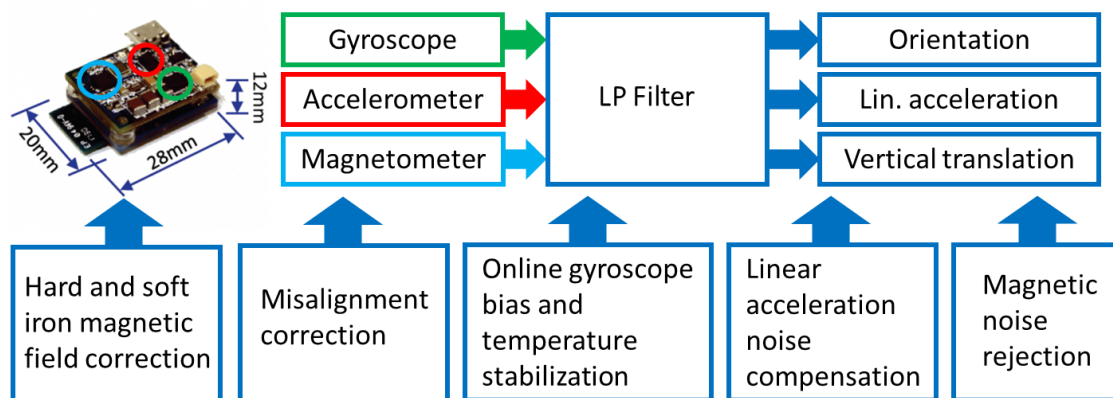 Gyroscope
Accelerometer
Magnetometer
LP Filter
Orientation
Lin. acceleration
Vertical translation
12mm
20mm
28mm
Hard and soft
iron magnetic
field correction
Misalignment
correction
Online gyroscope
bias and
temperature
stabilization
Linear
acceleration
noise
compensation
Magnetic
noise
rejection